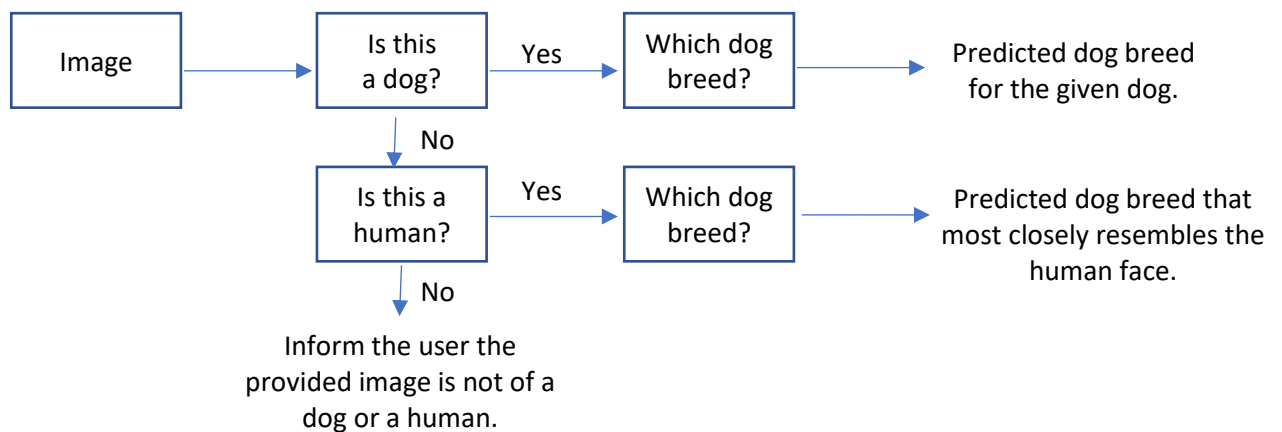 Image
Is this
a dog?
Yes
Which dog
breed?
Predicted dog breed
for the given dog.
No
Is this a
human?
Yes
Which dog
breed?
Predicted dog breed that
most closely resembles the
human face.
No
Inform the user the
provided image is not of a
dog or a human.